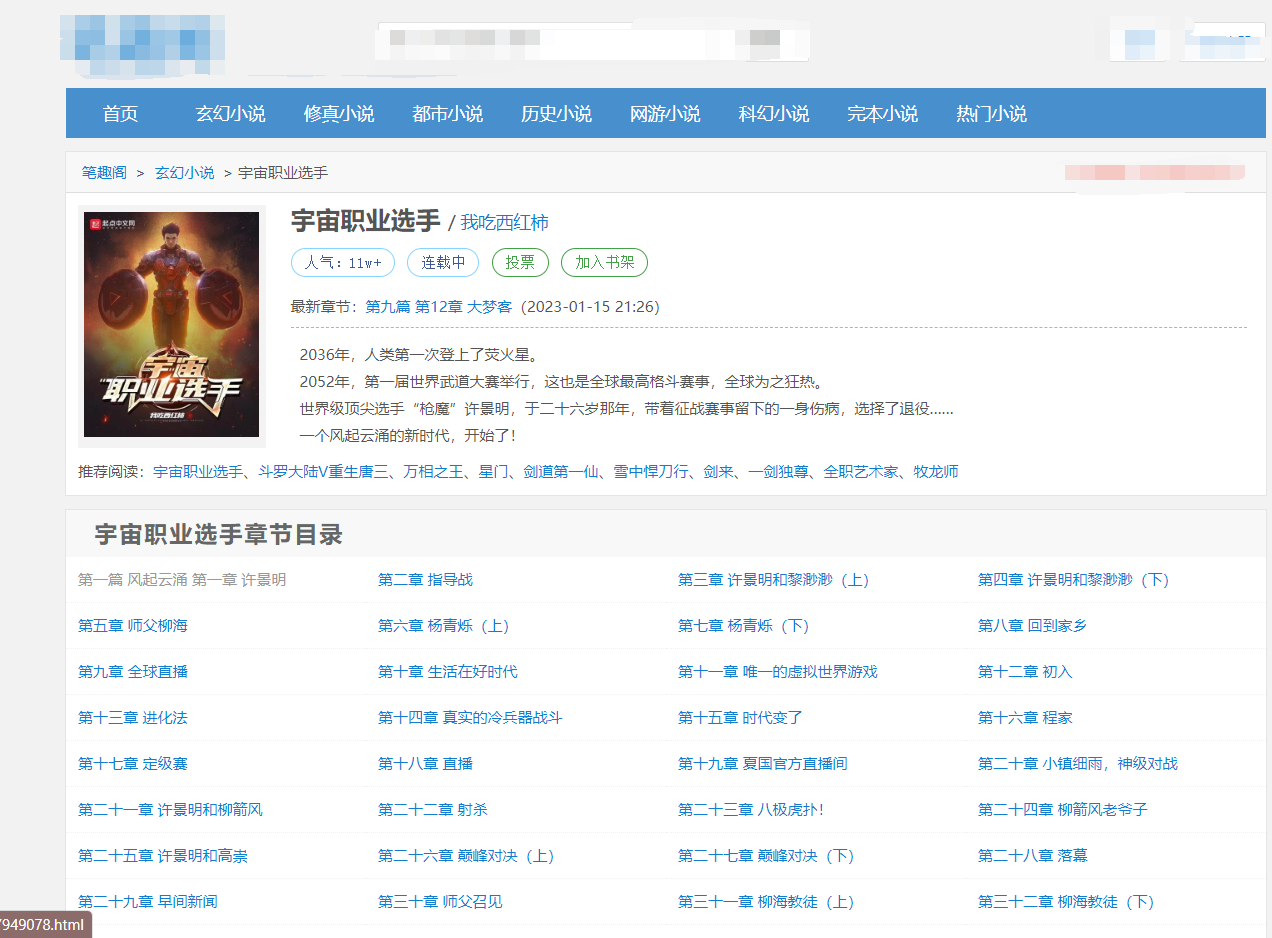 首页 玄幻小说 修真小说 都市小说 历史小说 网游小说 科幻小说 完本小说 热门小说
笔趣阁 > 玄幻小说 > 宇宙职业选手
起点中文网
宇宙
职业选手
我吃西红柿
宇宙职业选手 / 我吃西红柿
人气：11w+ 连载中 投票 加入书架
最新章节：第九篇 第12章 大梦客（2023-01-15 21:26）
2036年，人类第一次登上了荧火星。
2052年，第一届世界武道大赛举行，这也是全球最高格斗赛事，全球为之狂热。
世界级顶尖选手“枪魔”许景明，于二十六岁那年，带着征战赛事留下的一身伤病，选择了退役……
一个风起云涌的新时代，开始了！
推荐阅读：宇宙职业选手、斗罗大陆V重生唐三、万相之王、星门、剑道第一仙、雪中悍刀行、剑来、一剑独尊、全职艺术家、牧龙师
宇宙职业选手章节目录
第一篇 风起云涌 第一章 许景明 第二章 指导战 第三章 许景明和黎渺渺（上） 第四章 许景明和黎渺渺（下）
第五章 师父柳海 第六章 杨青烁（上） 第七章 杨青烁（下） 第八章 回到家乡
第九章 全球直播 第十章 生活在好时代 第十一章 唯一的虚拟世界游戏 第十二章 初入
第十三章 进化法 第十四章 真实的冷兵器战斗 第十五章 时代变了 第十六章 程家
第十七章 定级赛 第十八章 直播 第十九章 夏国官方直播间 第二十章 小镇细雨，神级对战
第二十一章 许景明和柳箭风 第二十二章 射杀 第二十三章 八极虎扑！ 第二十四章 柳箭风老爷子
第二十五章 许景明和高崇 第二十六章 巅峰对决（上） 第二十七章 巅峰对决（下） 第二十八章 落幕
第二十九章 早间新闻 第三十章 师父召见 第三十一章 柳海教徒（上） 第三十二章 柳海教徒（下）
7949078.html